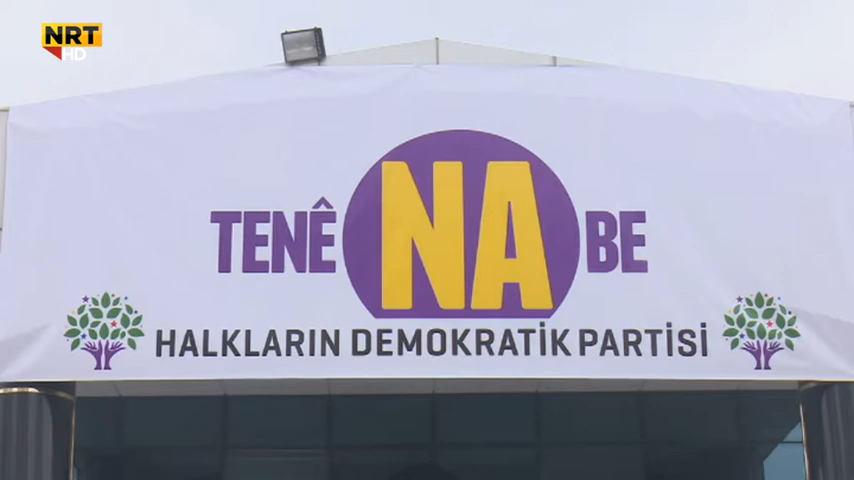 NRT
HD
TENÊ NA BE
HALKLARIN DEMOKRATİK PARTİSİ